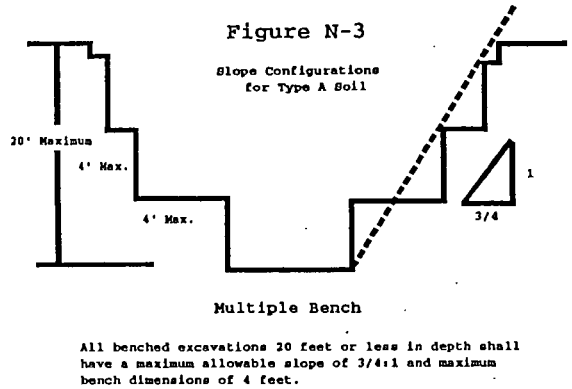 Figure N-3
Slope Configurations
for Type A Soil
20' Maximum
4' Max.
4' Max.
1
3/4
Multiple Bench
All benched excavations 20 feet or less in depth shall
have a maximum allowable slope of 3/4:1 and maximum
bench dimensions of 4 feet.